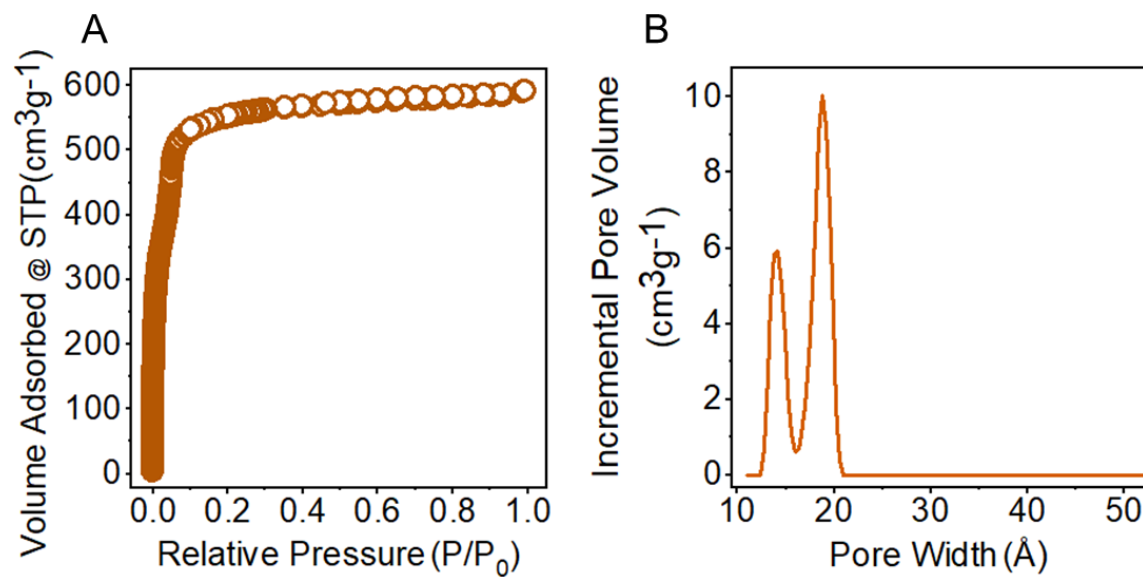 A
Volume Adsorbed @ STP(cm3g-1)
600
500
400
300
200
100
0
0.0 0.2 0.4 0.6 0.8 1.0
Relative Pressure (P/P0)
B
Incremental Pore Volume
(cm3g-1)
10
8
6
4
2
0
10 20 30 40 50
Pore Width (Å)